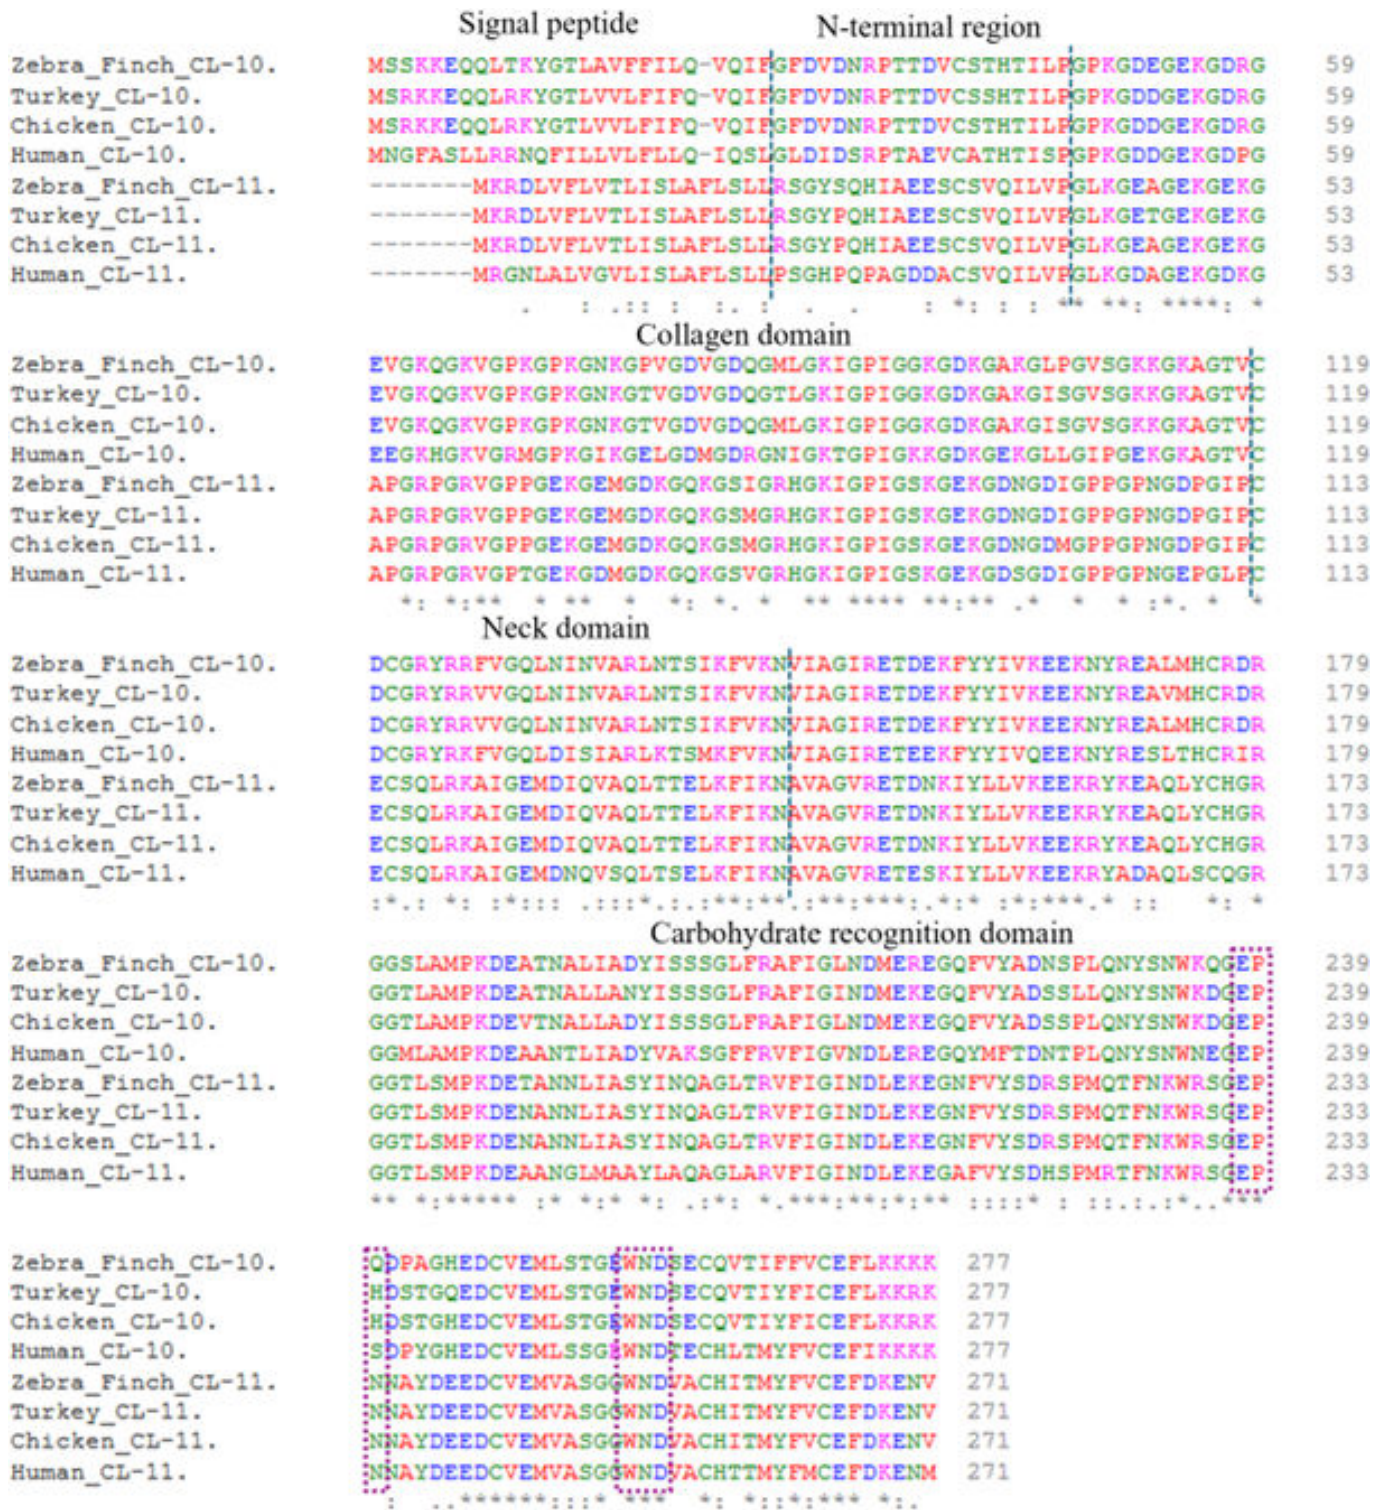 Signal peptide N-terminal region
Zebra_Finch_CL-10. MSSKKEQQLTKYGTLAVFFILQ-VQIFGFDVDNRPTTDVCSTHTILPGPKGDEGEKGDRG 59
Turkey_CL-10. MSRKKEQQLRKYGTLVVLFIFQ-VQIFGFDVDNRPTTDVCSSHTILPGPKGDDGEKGDRG 59
Chicken_CL-10. MSRKKEQQLRKYGTLVVLFIFQ-VQIFGFDVDNRPTTDVCSTHTILPGPKGDDGEKGDRG 59
Human_CL-10. MNGFASLLRRNQFILLVLFLLQ-IQSLGLDIDSRPTAEVCATHTISPGPKGDDGEKGDPG 59
Zebra_Finch_CL-11. -------MKRDLVFLVTLISLAFLSLLRSGYSQHIAEESCSVQILVPGLKGEAGEKGEKG 53
Turkey_CL-11. -------MKRDLVFLVTLISLAFLSLLRSGYPQHIAEESCSVQILVPGLKGETGEKGEKG 53
Chicken_CL-11. -------MKRDLVFLVTLISLAFLSLLRSGYPQHIAEESCSVQILVPGLKGEAGEKGEKG 53
Human_CL-11. -------MRGNLALVGVLISLAFLSLLPSGHPQPAGDDACSVQILVPGLKGDAGEKGDKG 53
Collagen domain
Zebra_Finch_CL-10. EVGKQGKVGPKGPKGNKGPVGDVGDQGMLGKIGPIGGKGDKGAKGLPGVSGKKGKAGTVC 119
Turkey_CL-10. EVGKQGKVGPKGPKGNKGTVGDVGDQGTLGKIGPIGGKGDKGAKGISGVSGKKGKAGTVC 119
Chicken_CL-10. EVGKQGKVGPKGPKGNKGTVGDVGDQGMLGKIGPIGGKGDKGAKGISGVSGKKGKAGTVC 119
Human_CL-10. EEGKHGKVGRMGPKGIKGELGDMGDRGNIGKTGPIGKKGDKGEKGLLGIPGEKGKAGTVC 119
Zebra_Finch_CL-11. APGRPGRVGPPGEKGEMGDKGQKGSIGRHGKIGPIGSKGEKGDNGDIGPPGPNGDPGIPC 113
Turkey_CL-11. APGRPGRVGPPGEKGEMGDKGQKGSMGRHGKIGPIGSKGEKGDNGDIGPPGPNGDPGIPC 113
Chicken_CL-11. APGRPGRVGPPGEKGEMGDKGQKGSMGRHGKIGPIGSKGEKGDNGDMGPPGPNGDPGIPC 113
Human_CL-11. APGRPGRVGPTGEKGDMGDKGQKGSVGRHGKIGPIGSKGEKGDSGDIGPPGPNGEPGLPC 113
Neck domain
Zebra_Finch_CL-10. DCGRYRRFVGQLNINVARLNTSIKFVKNVIAGIRETDEKFYYIVKEEKNYREALMHCRDR 179
Turkey_CL-10. DCGRYRRVVGQLNINVARLNTSIKFVKNVIAGIRETDEKFYYIVKEEKNYREAVMHCRDR 179
Chicken_CL-10. DCGRYRRVVGQLNINVARLNTSIKFVKNVIAGIRETDEKFYYIVKEEKNYREALMHCRDR 179
Human_CL-10. DCGRYRKFVGQLDISIARLKTSMKFVKNVIAGIRETEEKFYYIVQEEKNYRESLTHCRIR 179
Zebra_Finch_CL-11. ECSQLRKAIGEMDIQVAQLTTELKFIKNAVAGVRETDNKIYLLVKEEKRYKEAQLYCHGR 173
Turkey_CL-11. ECSQLRKAIGEMDIQVAQLTTELKFIKNAVAGVRETDNKIYLLVKEEKRYKEAQLYCHGR 173
Chicken_CL-11. ECSQLRKAIGEMDIQVAQLTTELKFIKNAVAGVRETDNKIYLLVKEEKRYKEAQLYCHGR 173
Human_CL-11. ECSQLRKAIGEMDNQVSQLTSELKFIKNAVAGVRETESKIYLLVKEEKRYADAQLSCQGR 173
Carbohydrate recognition domain
Zebra_Finch_CL-10. GGSLAMPKDEATNALIADYISSSGLFRAFIGLNDMEREGQFVYADNSPLQNYSNWKQGEP 239
Turkey_CL-10. GGTLAMPKDEATNALLANYISSSGLFRAFIGINDMEKEGQFVYADSSLLQNYSNWKDGEP 239
Chicken_CL-10. GGTLAMPKDEVTNALLADYISSSGLFRAFIGLNDMEKEGQFVYADSSPLQNYSNWKDGEP 239
Human_CL-10. GGMLAMPKDEAANTLIADYVAKSGFFRVFIGVNDLEREGQYMFTDNTPLQNYSNWNEGEP 239
Zebra_Finch_CL-11. GGTLSMPKDETANNLIASYINQAGLTRVFIGINDLEKEGNFVYSDRSPMQTFNKWRSGEP 233
Turkey_CL-11. GGTLSMPKDENANNLIASYINQAGLTRVFIGINDLEKEGNFVYSDRSPMQTFNKWRSGEP 233
Chicken_CL-11. GGTLSMPKDENANNLIASYINQAGLTRVFIGINDLEKEGNFVYSDRSPMQTFNKWRSGEP 233
Human_CL-11. GGTLSMPKDEAANGLMAAYLAQAGLARVFIGINDLEKEGAFVYSDHSPMRTFNKWRSGEP 233
Zebra_Finch_CL-10. QDPAGHEDCVEMLSTGEWNDSECQVTIFFVCEFLKKKK 277
Turkey_CL-10. HDSTGQEDCVEMLSTGEWNDSECQVTIYFICEFLKKRK 277
Chicken_CL-10. HDSTGHEDCVEMLSTGEWNDSECQVTIYFICEFLKKRK 277
Human_CL-10. SDPYGHEDCVEMLSSGEWNDTECHLTMYFVCEFIKKKK 277
Zebra_Finch_CL-11. NNAYDEEDCVEMVASGGWNDVACHITMYFVCEFDKENV 271
Turkey_CL-11. NNAYDEEDCVEMVASGGWNDVACHITMYFVCEFDKENV 271
Chicken_CL-11. NNAYDEEDCVEMVASGGWNDVACHITMYFVCEFDKENV 271
Human_CL-11. NNAYDEEDCVEMVASGGWNDVACHTTMYFMCEFDKENM 271